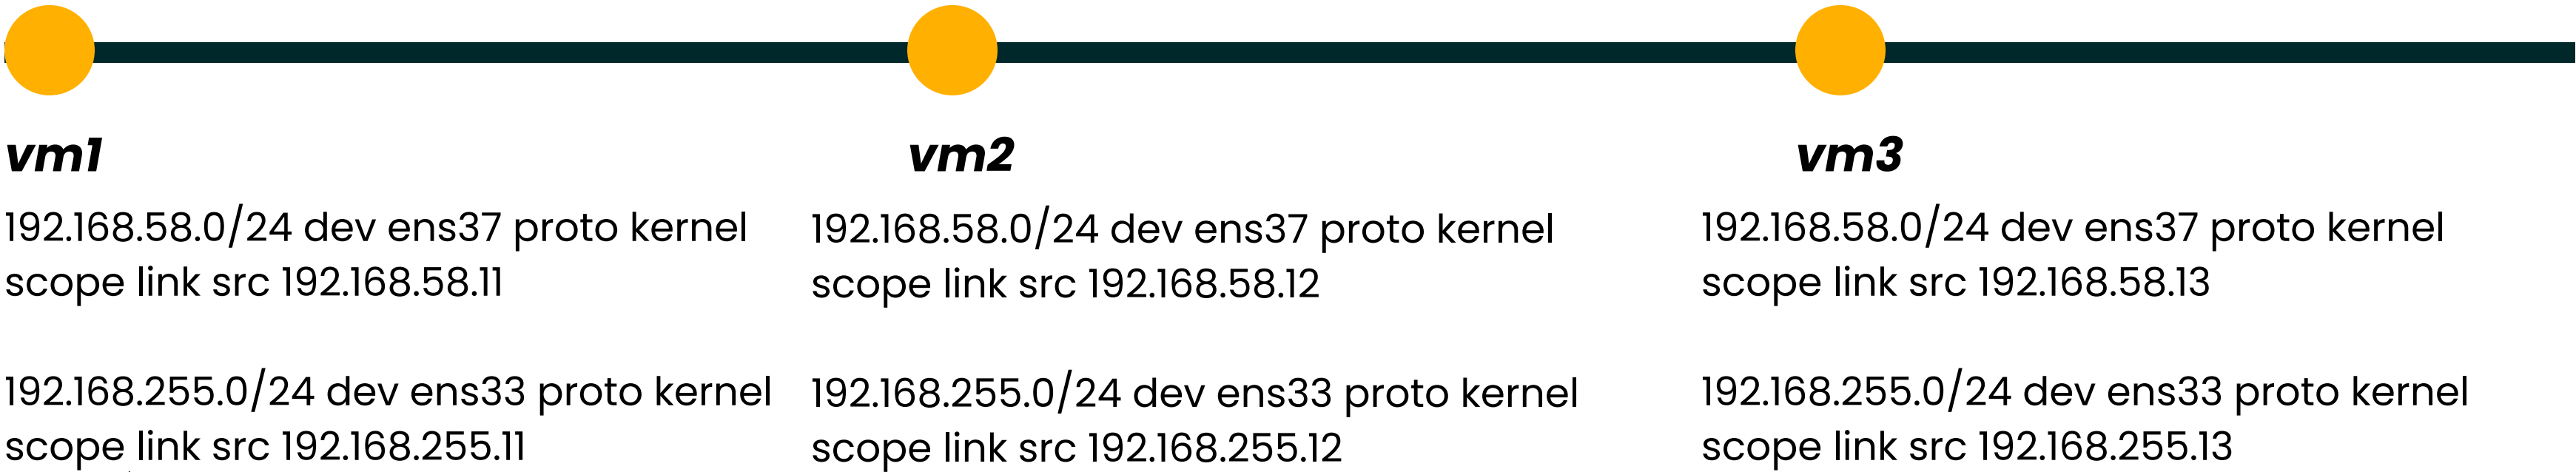 vm1
192.168.58.0/24 dev ens37 proto kernel
scope link src 192.168.58.11
192.168.255.0/24 dev ens33 proto kernel
scope link src 192.168.255.11
vm2
192.168.58.0/24 dev ens37 proto kernel
scope link src 192.168.58.12
192.168.255.0/24 dev ens33 proto kernel
scope link src 192.168.255.12
vm3
192.168.58.0/24 dev ens37 proto kernel
scope link src 192.168.58.13
192.168.255.0/24 dev ens33 proto kernel
scope link src 192.168.255.13